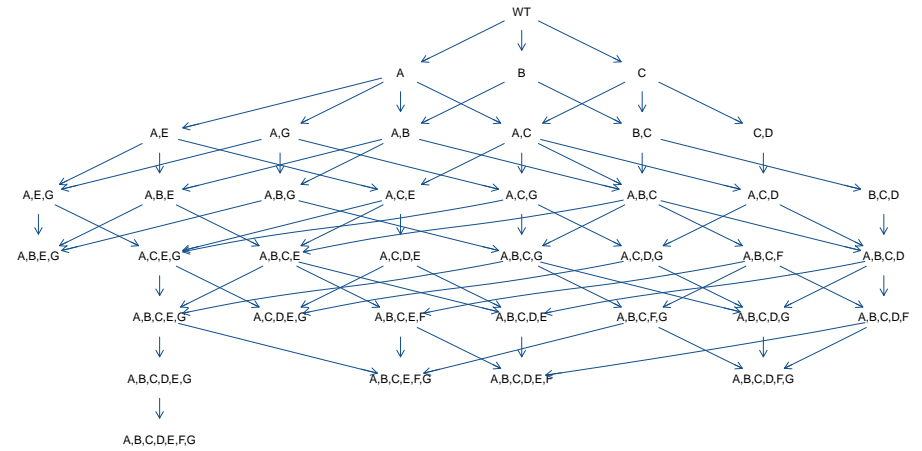 WT
A B C
A,E A,G A,B A,C B,C C,D
A,E,G A,B,E A,B,G A,C,E A,C,G A,B,C A,C,D B,C,D
A,B,E,G A,C,E,G A,B,C,E A,C,D,E A,B,C,G A,C,D,G A,B,C,F A,B,C,D
A,B,C,E,G A,C,D,E,G A,B,C,E,F A,B,C,D,E A,B,C,F,G A,B,C,D,G A,B,C,D,F
A,B,C,D,E,G A,B,C,E,F,G A,B,C,D,E,F A,B,C,D,F,G
A,B,C,D,E,F,G